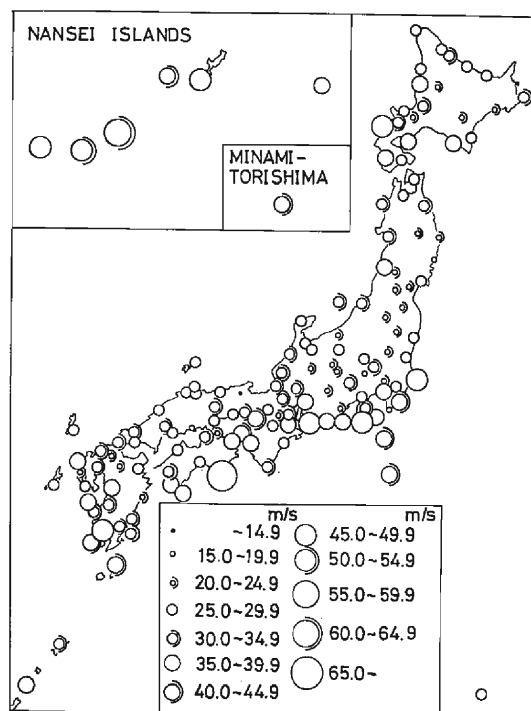 NANSEI ISLANDS
MINAMI-
TORISHIMA
m/s
~14.9
15.0~19.9
20.0~24.9
25.0~29.9
30.0~34.9
35.0~39.9
40.0~44.9
m/s
45.0~49.9
50.0~54.9
55.0~59.9
60.0~64.9
65.0~